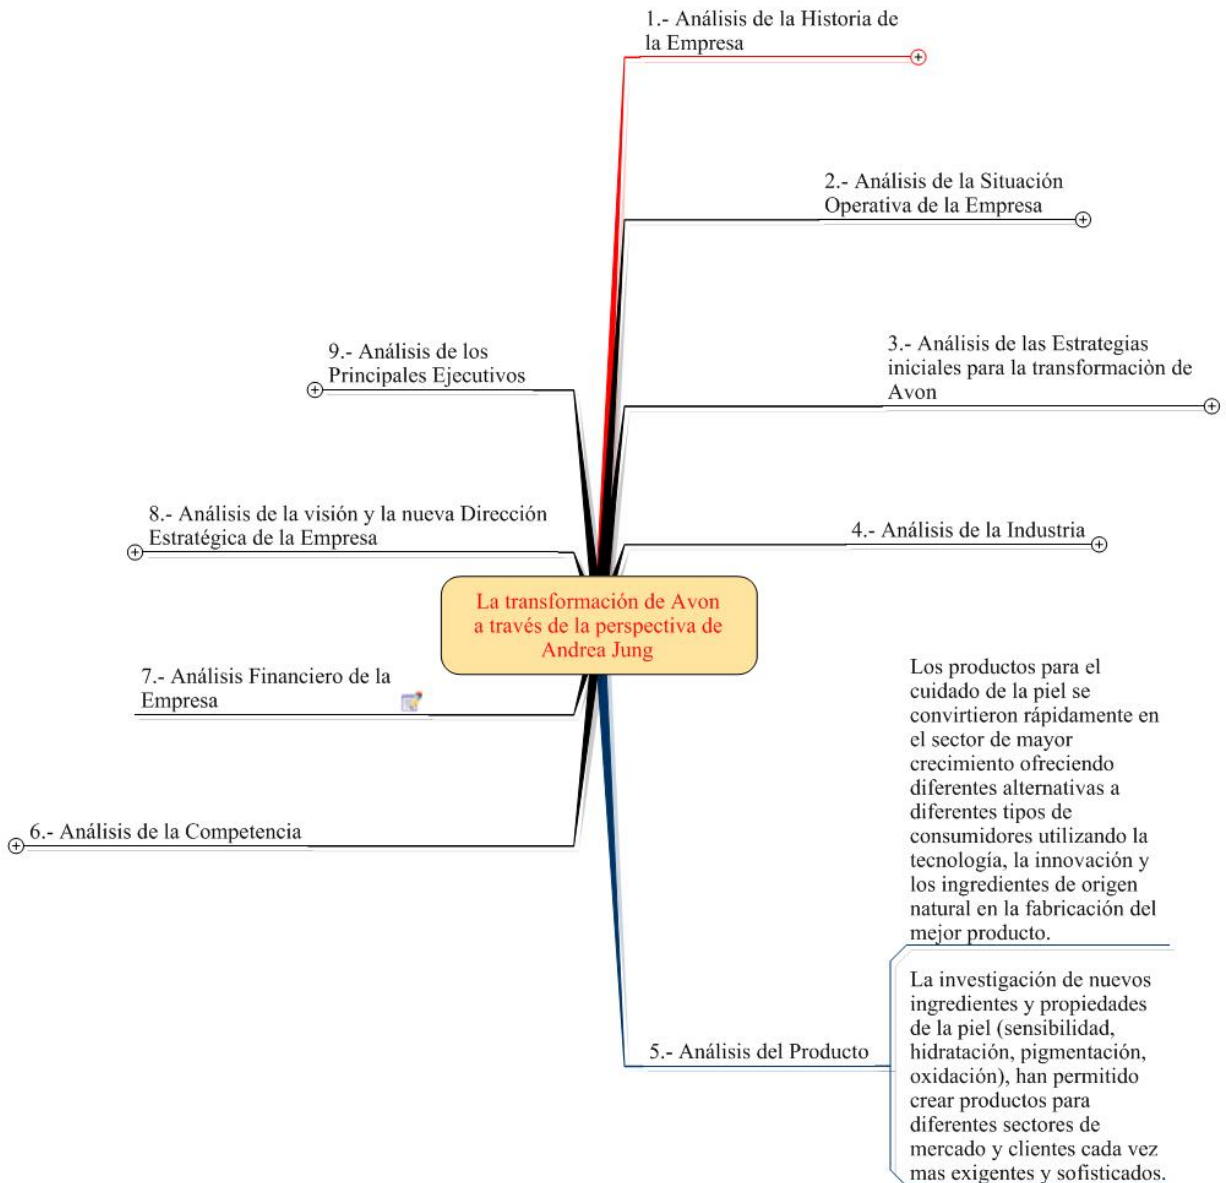 1.- Análisis de la Historia de
la Empresa
2.- Análisis de la Situación
Operativa de la Empresa
3.- Análisis de las Estrategias
iniciales para la transformaciòn de
Avon
4.- Análisis de la Industria
Los productos para el
cuidado de la piel se
convirtieron rápidamente en
el sector de mayor
crecimiento ofreciendo
diferentes alternativas a
diferentes tipos de
consumidores utilizando la
tecnología, la innovación y
los ingredientes de origen
natural en la fabricación del
mejor producto.
5.- Análisis del Producto
La investigación de nuevos
ingredientes y propiedades
de la piel (sensibilidad,
hidratación, pigmentación,
oxidación), han permitido
crear productos para
diferentes sectores de
mercado y clientes cada vez
mas exigentes y sofisticados.
6.- Análisis de la Competencia
7.- Análisis Financiero de la
Empresa
8.- Análisis de la visión y la nueva Dirección
Estratégica de la Empresa
9.- Análisis de los
Principales Ejecutivos
La transformación de Avon
a través de la perspectiva de
Andrea Jung